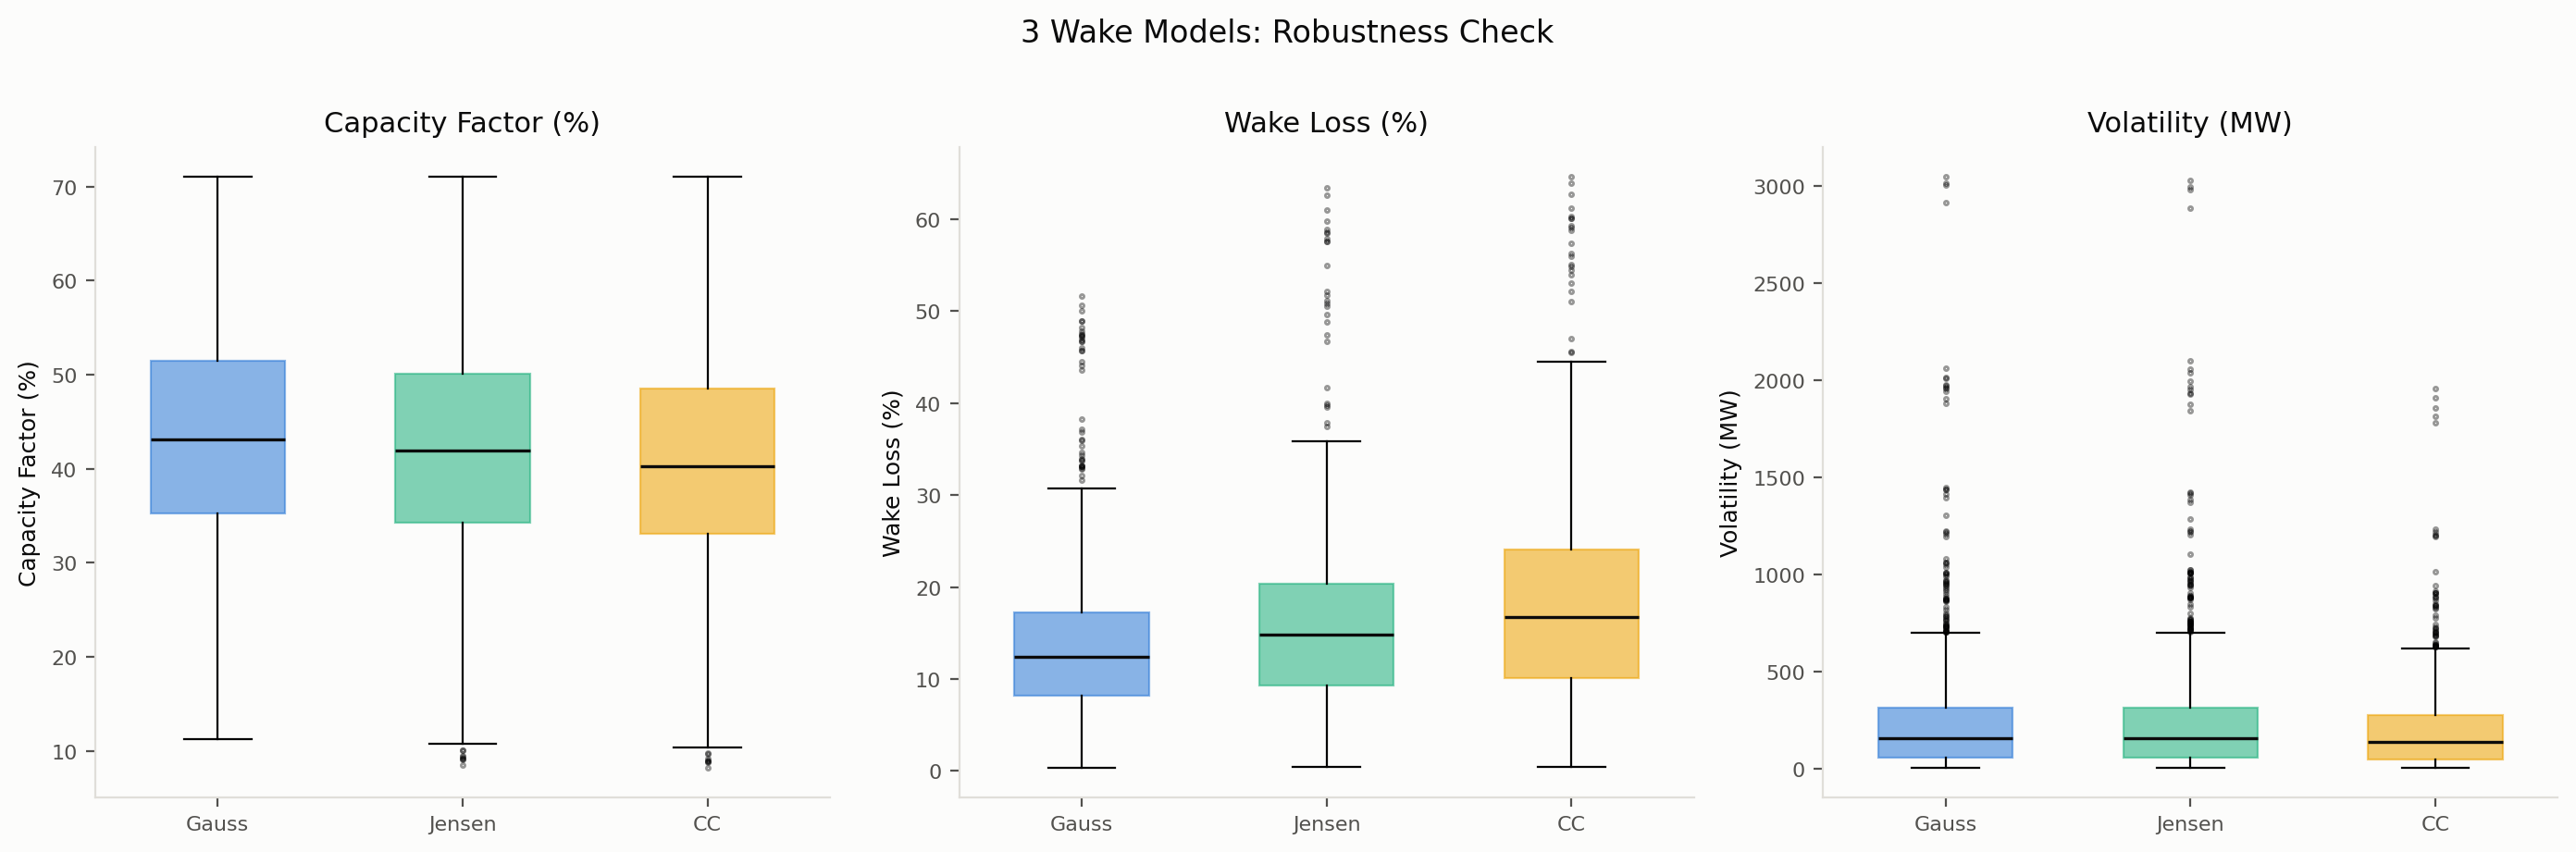 3 Wake Models: Robustness Check
Capacity Factor (%)
Capacity Factor (%)
70
60
50
40
30
20
10
Gauss
Jensen
CC
Wake Loss (%)
Wake Loss (%)
60
50
40
30
20
10
0
Gauss
Jensen
CC
Volatility (MW)
Volatility (MW)
3000
2500
2000
1500
1000
500
0
Gauss
Jensen
CC